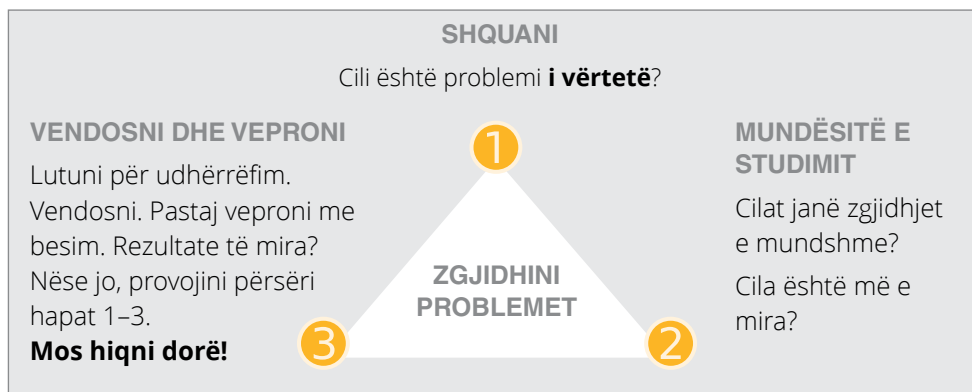 SHQUANI
Cili është problemi i vërtetë?
1
MUNDËSITË E
STUDIMIT
Cilat janë zgjidhjet
e mundshme?
Cila është më e
mira?
2
VENDOSNI DHE VEPRONI
Lutuni për udhërrëfim.
Vendosni. Pastaj veproni me
besim. Rezultate të mira?
Nëse jo, provojini përsëri
hapat 1–3.
Mos hiqni dorë!
3
ZGJIDHINI
PROBLEMET